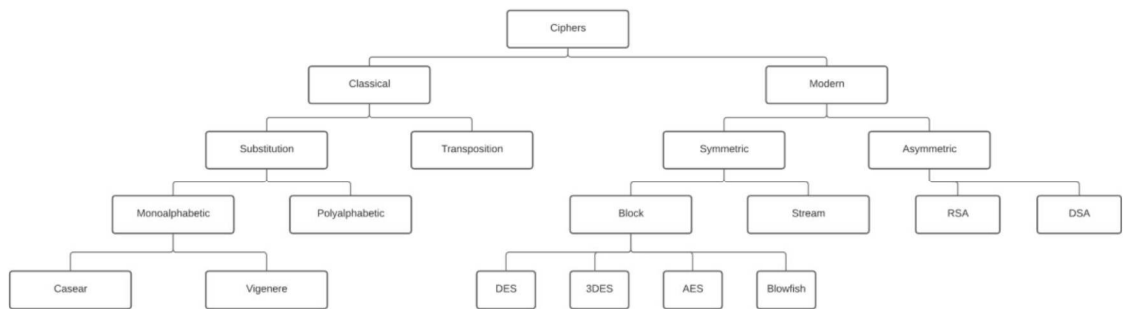 Ciphers
Classical
Modern
Substitution
Transposition
Symmetric
Asymmetric
Monoalphabetic
Polyalphabetic
Block
Stream
RSA
DSA
Casear
Vigenere
DES
3DES
AES
Blowfish